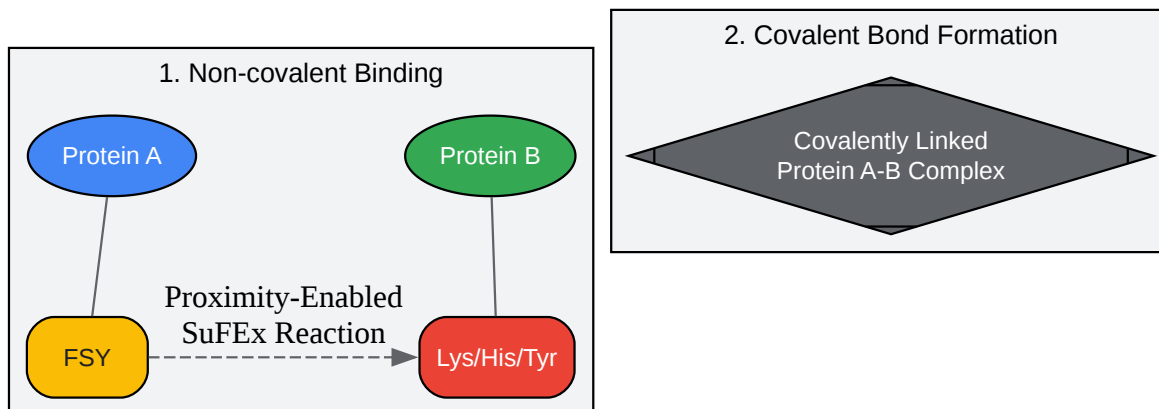 1. Non-covalent Binding
Protein A
Protein B
Proximity-Enabled
SuFEx Reaction
FSY
Lys/His/Tyr
2. Covalent Bond Formation
Covalently Linked
Protein A-B Complex